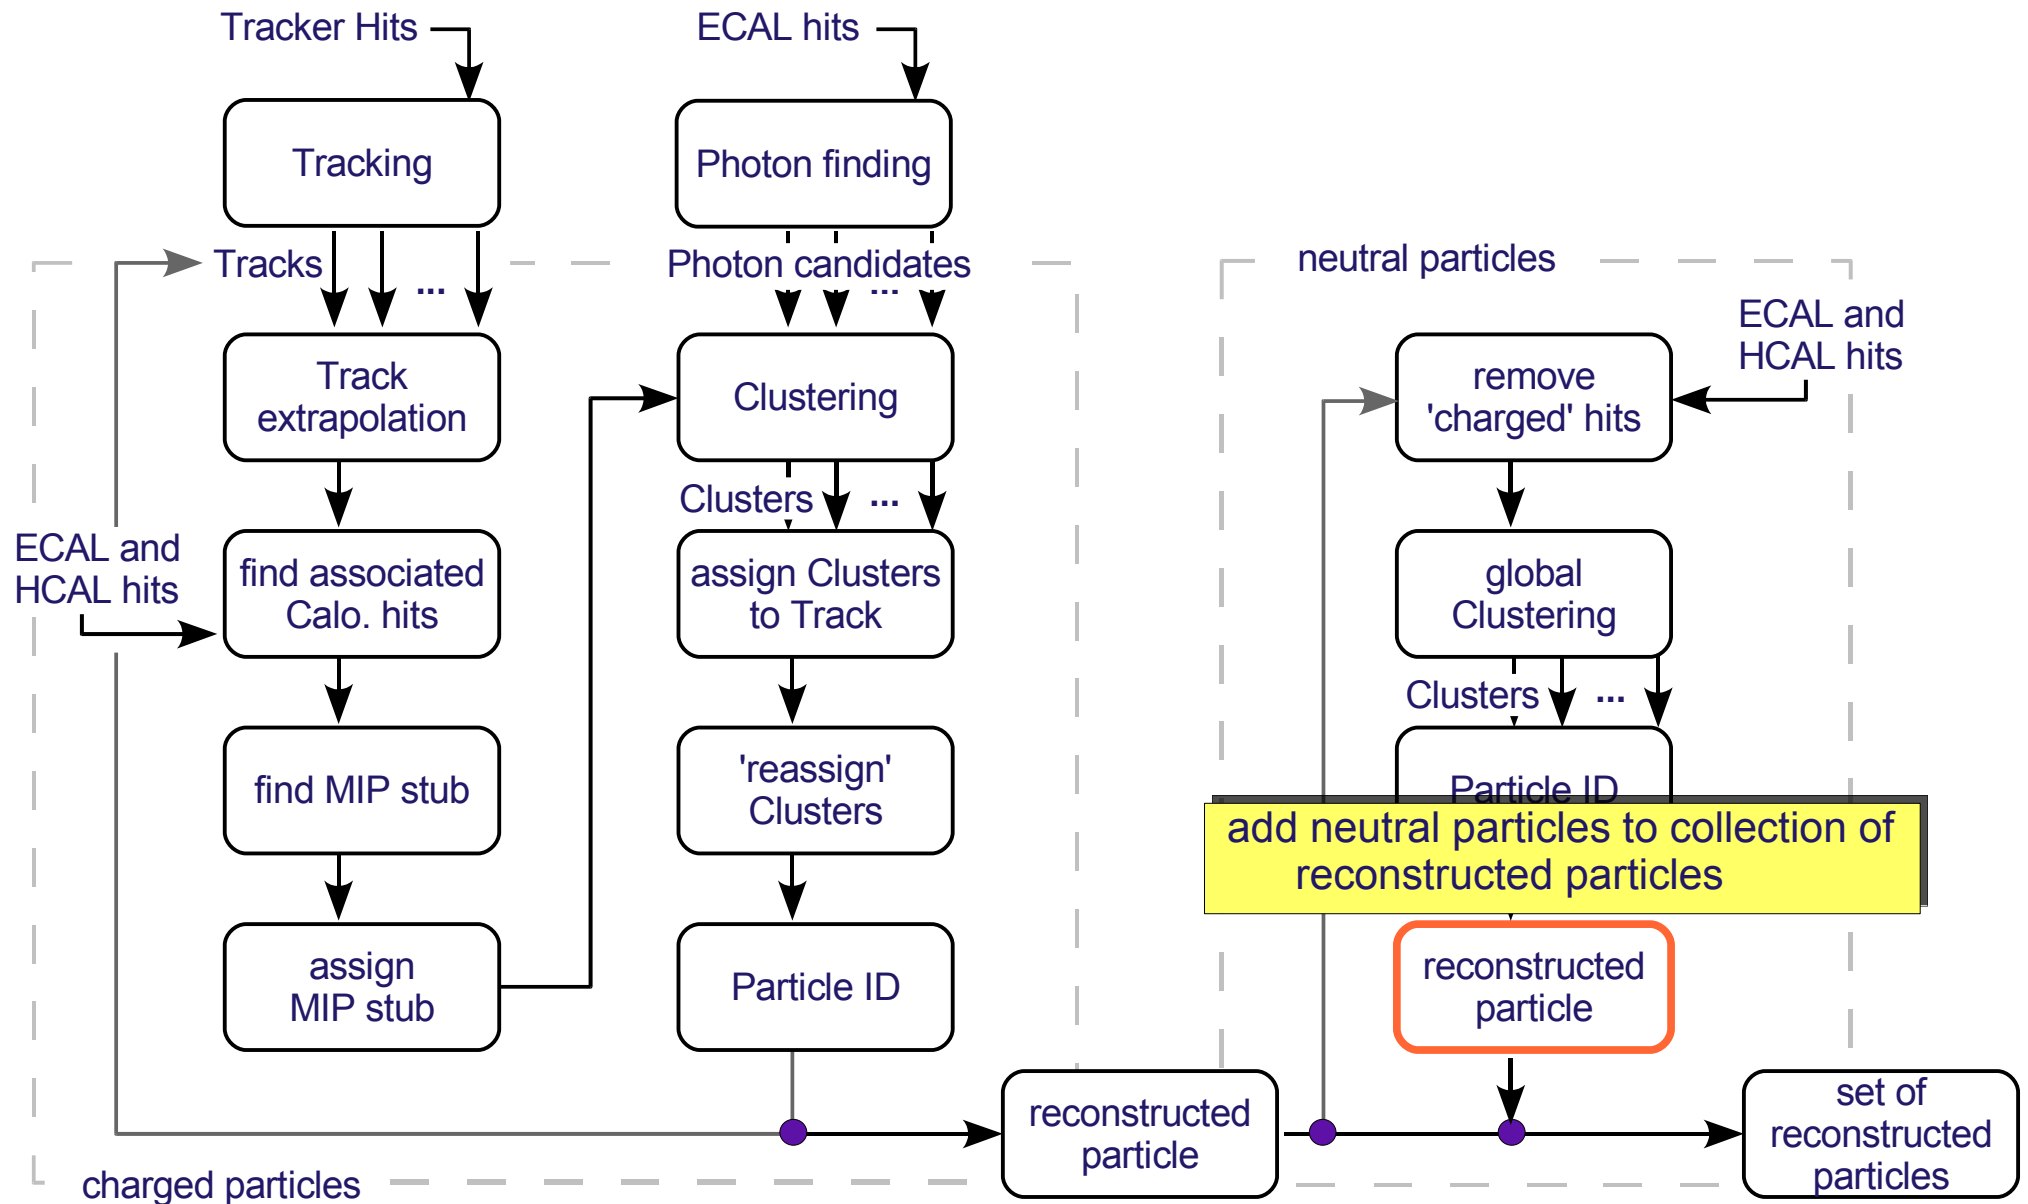 Tracker Hits
ECAL hits
Tracking
Photon finding
Tracks
...
Photon candidates
...
neutral particles
ECAL and
HCAL hits
Track
extrapolation
Clustering
remove
'charged' hits
Clusters
...
ECAL and
HCAL hits
find associated
Calo. hits
assign Clusters
to Track
global
Clustering
Clusters
...
find MIP stub
'reassign'
Clusters
Particle ID
add neutral particles to collection of
reconstructed particles
assign
MIP stub
Particle ID
reconstructed
particle
reconstructed
particle
set of
reconstructed
particles
charged particles